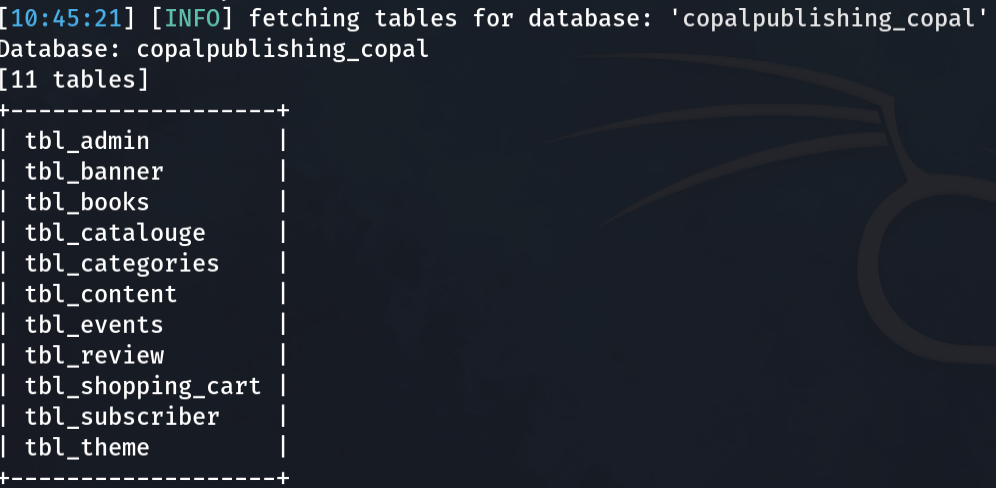 [10:45:21] [INFO] fetching tables for database: 'copalpublishing_copal'
Database: copalpublishing_copal
[11 tables]
+-------------------+
| tbl_admin         |
| tbl_banner        |
| tbl_books         |
| tbl_catalouge     |
| tbl_categories    |
| tbl_content       |
| tbl_events        |
| tbl_review        |
| tbl_shopping_cart |
| tbl_subscriber    |
| tbl_theme         |
+-------------------+